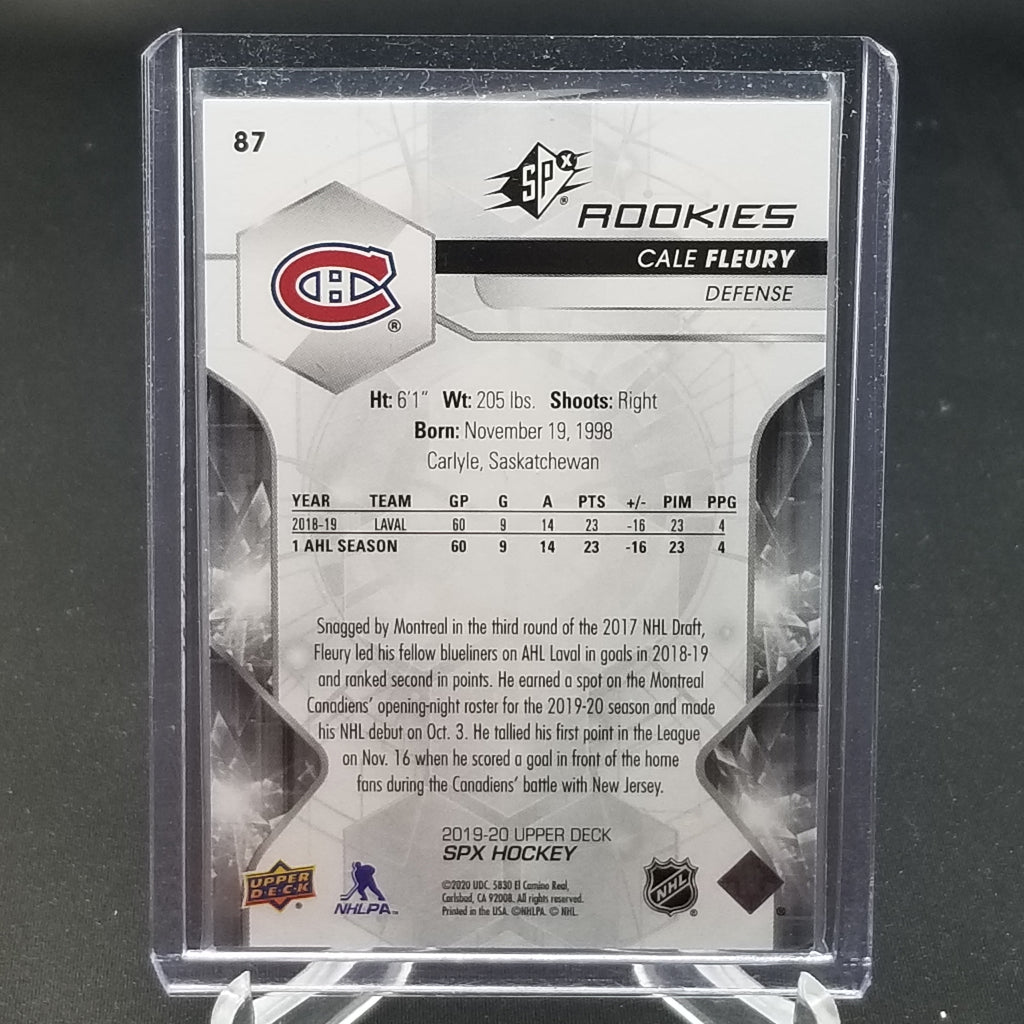 87
SPX®
ROOKIES
CALE FLEURY
DEFENSE
CH®
Ht: 6'1" Wt: 205 lbs. Shoots: Right
Born: November 19, 1998
Carlyle, Saskatchewan
YEAR TEAM GP G A PTS +/- PIM PPG
2018-19 LAVAL 60 9 14 23 -16 23 4
1 AHL SEASON 60 9 14 23 -16 23 4
Snagged by Montreal in the third round of the 2017 NHL Draft,
Fleury led his fellow blueliners on AHL Laval in goals in 2018-19
and ranked second in points. He earned a spot on the Montreal
Canadiens' opening-night roster for the 2019-20 season and made
his NHL debut on Oct. 3. He tallied his first point in the League
on Nov. 16 when he scored a goal in front of the home
fans during the Canadiens' battle with New Jersey.
2019-20 UPPER DECK
SPX HOCKEY
UPPER
D·E·C·K
®
NHLPA™
©2020 UDC. 5830 El Camino Real,
Carlsbad, CA 92008. All rights reserved.
Printed in the USA. ©NHLPA. © NHL.
NHL®
®